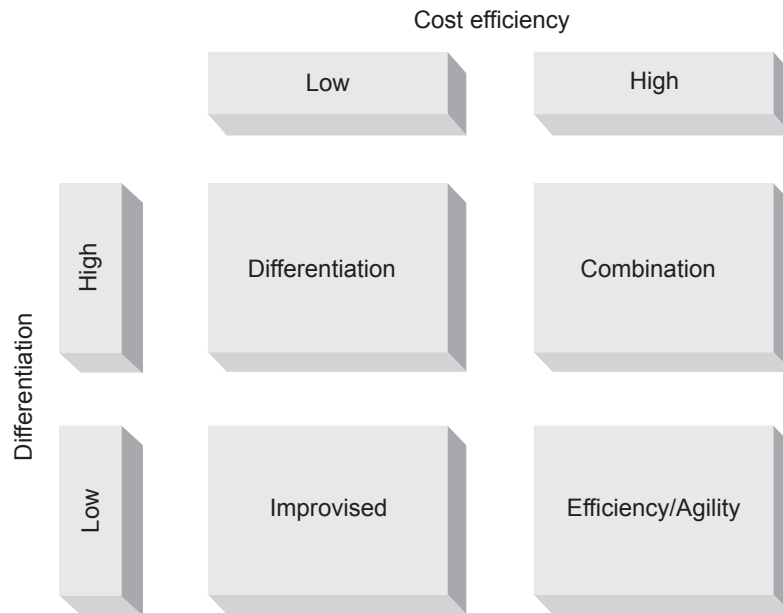 Cost efficiency
Low
High
Differentiation
High
Differentiation
Combination
Low
Improvised
Efficiency/Agility